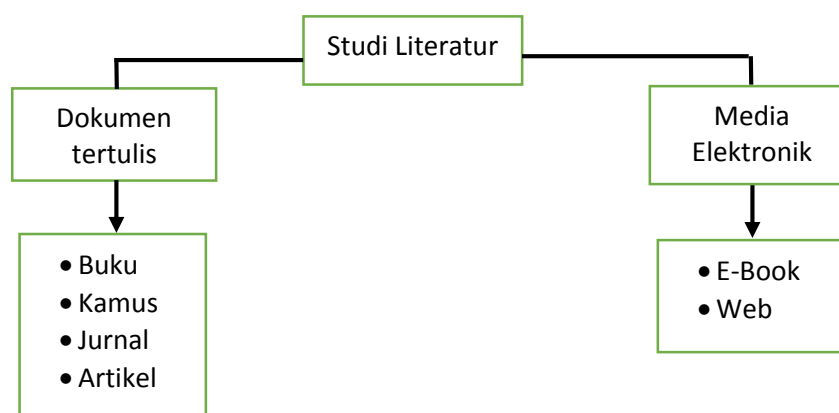 Studi Literatur
Dokumen
tertulis
Media
Elektronik
• Buku
• Kamus
• Jurnal
• Artikel
• E-Book
• Web